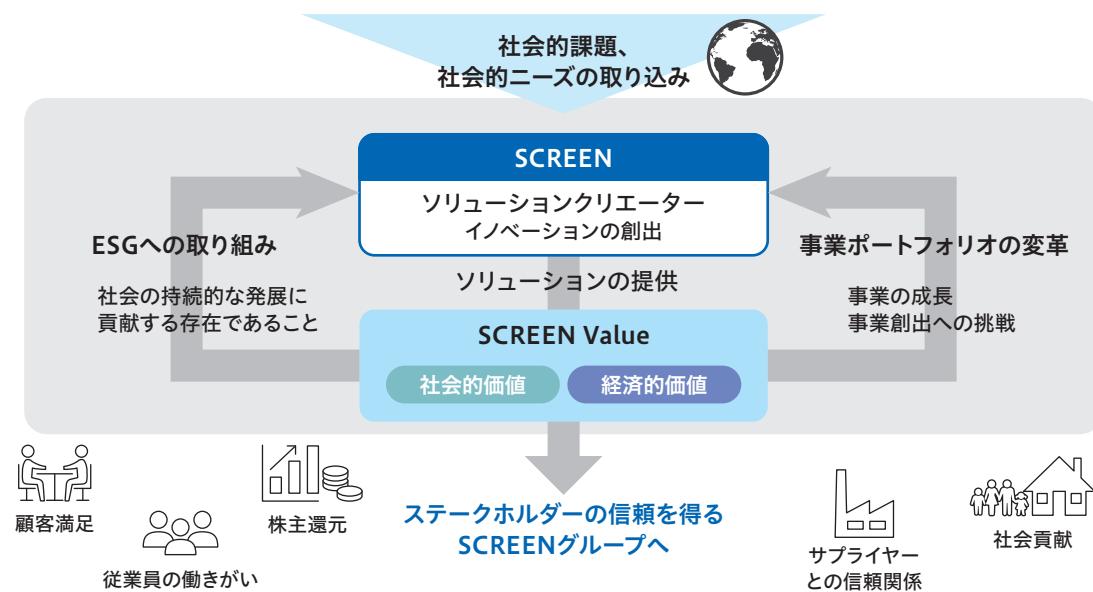 社会的課題、
社会的ニーズの取り込み
SCREEN
ソリューションクリエーター
イノベーションの創出
ESGへの取り組み
社会の持続的な発展に
貢献する存在であること
ソリューションの提供
事業ポートフォリオの変革
事業の成長
事業創出への挑戦
SCREEN Value
社会的価値
経済的価値
顧客満足
従業員の働きがい
株主還元
ステークホルダーの信頼を得る
SCREENグループへ
サプライヤー
との信頼関係
社会貢献